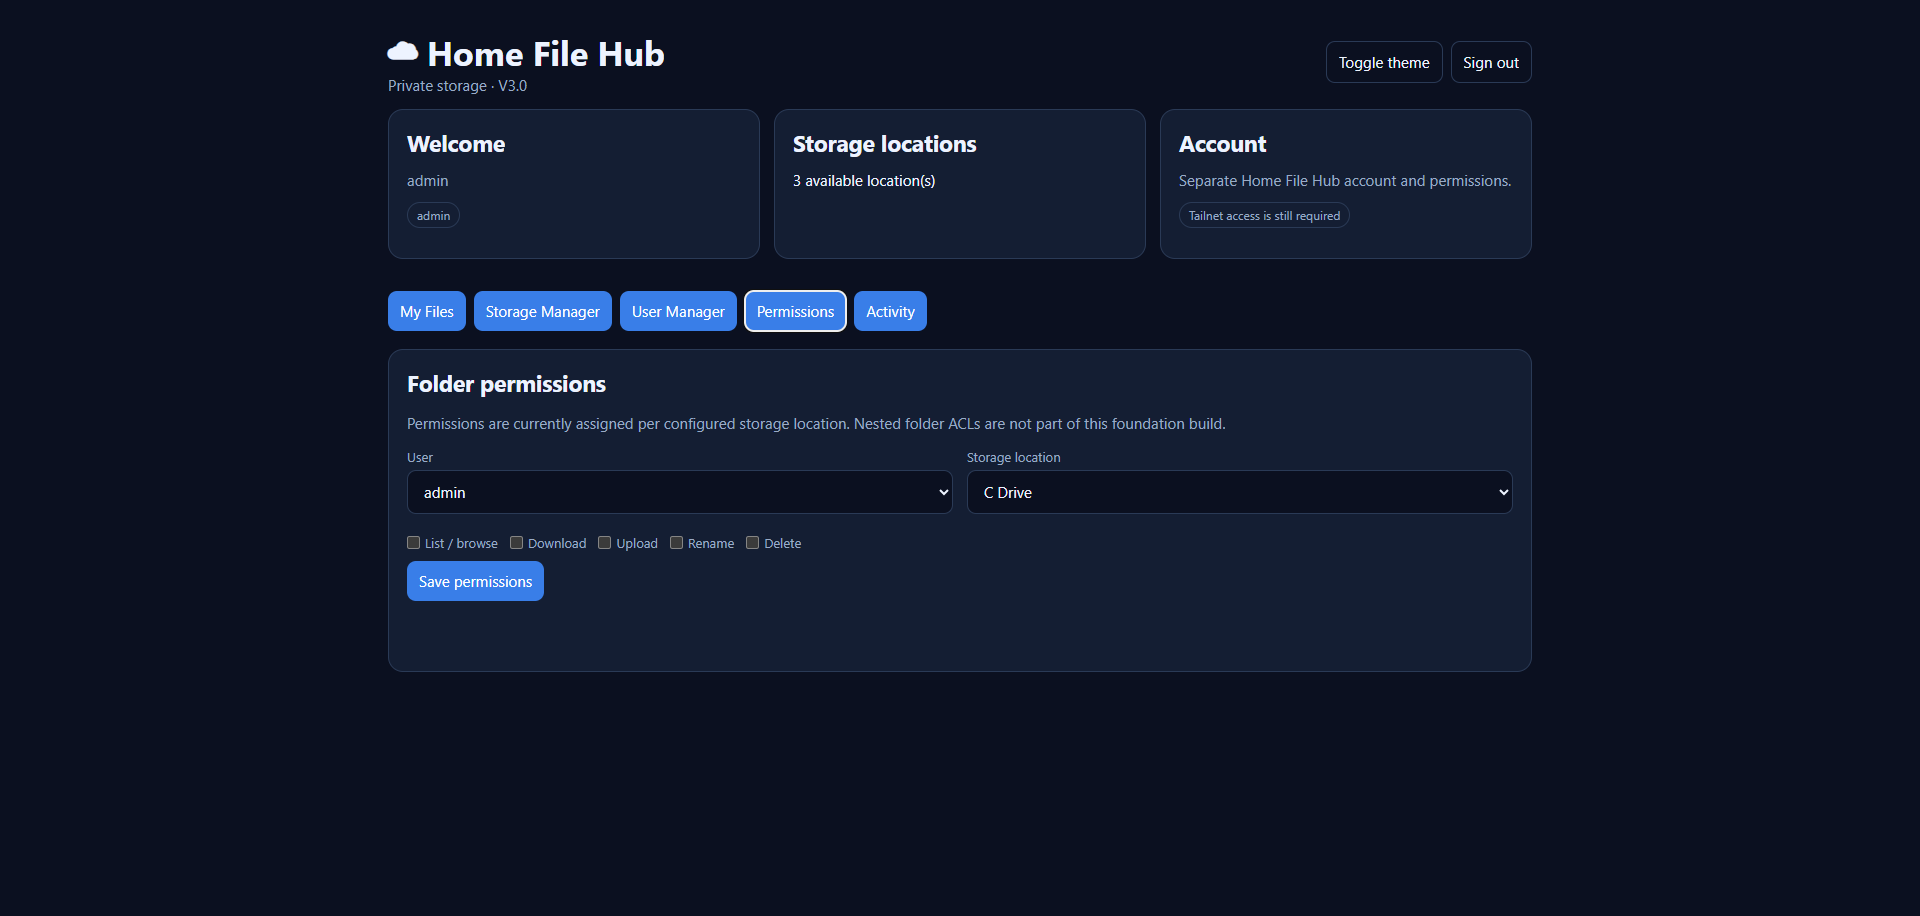 Home File Hub
Private storage · V3.0
Toggle theme
Sign out
Welcome
admin
admin
Storage locations
3 available location(s)
Account
Separate Home File Hub account and permissions.
Tailnet access is still required
My Files
Storage Manager
User Manager
Permissions
Activity
Folder permissions
Permissions are currently assigned per configured storage location. Nested folder ACLs are not part of this foundation build.
User
Storage location
admin
C Drive
List / browse
Download
Upload
Rename
Delete
Save permissions